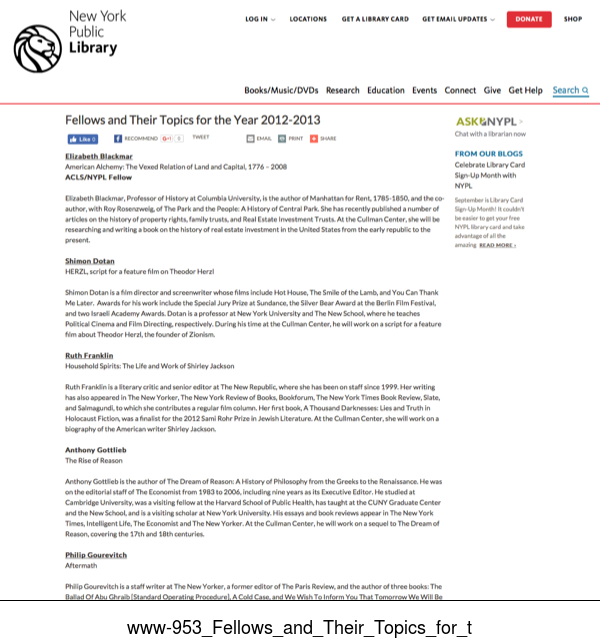 New York
Public
Library
LOG IN
LOCATIONS
GET A LIBRARY CARD
GET EMAIL UPDATES
DONATE
SHOP
Books/Music/DVDs Research Education Events Connect Give Get Help Search
Fellows and Their Topics for the Year 2012-2013
Like 0
RECOMMEND
TWEET
EMAIL
PRINT
SHARE
ASK NYPL
Chat with a librarian now
FROM OUR BLOGS
Celebrate Library Card
Sign-Up Month with
NYPL
September is Library Card
Sign-Up Month! It couldn't
be easier to get your free
NYPL library card and take
advantage of all the
amazing READ MORE ›
Elizabeth Blackmar
American Alchemy: The Vexed Relation of Land and Capital, 1776 – 2008
ACLS/NYPL Fellow
Elizabeth Blackmar, Professor of History at Columbia University, is the author of Manhattan for Rent, 1785-1850, and the co-
author, with Roy Rosenzweig, of The Park and the People: A History of Central Park. She has recently published a number of
articles on the history of property rights, family trusts, and Real Estate Investment Trusts. At the Cullman Center, she will be
researching and writing a book on the history of real estate investment in the United States from the early republic to the
present.
Shimon Dotan
HERZL, script for a feature film on Theodor Herzl
Shimon Dotan is a film director and screenwriter whose films include Hot House, The Smile of the Lamb, and You Can Thank
Me Later. Awards for his work include the Special Jury Prize at Sundance, the Silver Bear Award at the Berlin Film Festival,
and two Israeli Academy Awards. Dotan is a professor at New York University and The New School, where he teaches
Political Cinema and Film Directing, respectively. During his time at the Cullman Center, he will work on a script for a feature
film about Theodor Herzl, the founder of Zionism.
Ruth Franklin
Household Spirits: The Life and Work of Shirley Jackson
Ruth Franklin is a literary critic and senior editor at The New Republic, where she has been on staff since 1999. Her writing
has also appeared in The New Yorker, The New York Review of Books, Bookforum, The New York Times Book Review, Slate,
and Salmagundi, to which she contributes a regular film column. Her first book, A Thousand Darknesses: Lies and Truth in
Holocaust Fiction, was a finalist for the 2012 Sami Rohr Prize in Jewish Literature. At the Cullman Center, she will work on a
biography of the American writer Shirley Jackson.
Anthony Gottlieb
The Rise of Reason
Anthony Gottlieb is the author of The Dream of Reason: A History of Philosophy from the Greeks to the Renaissance. He was
on the editorial staff of The Economist from 1983 to 2006, including nine years as its Executive Editor. He studied at
Cambridge University, was a visiting fellow at the Harvard School of Public Health, has taught at the CUNY Graduate Center
and the New School, and is a visiting scholar at New York University. His essays and book reviews appear in The New York
Times, Intelligent Life, The Economist and The New Yorker. At the Cullman Center, he will work on a sequel to The Dream of
Reason, covering the 17th and 18th centuries.
Philip Gourevitch
Aftermath
Philip Gourevitch is a staff writer at The New Yorker, a former editor of The Paris Review, and the author of three books: The
Ballad Of Abu Ghraib [Standard Operating Procedure], A Cold Case, and We Wish To Inform You That Tomorrow We Will Be
www-953_Fellows_and_Their_Topics_for_t